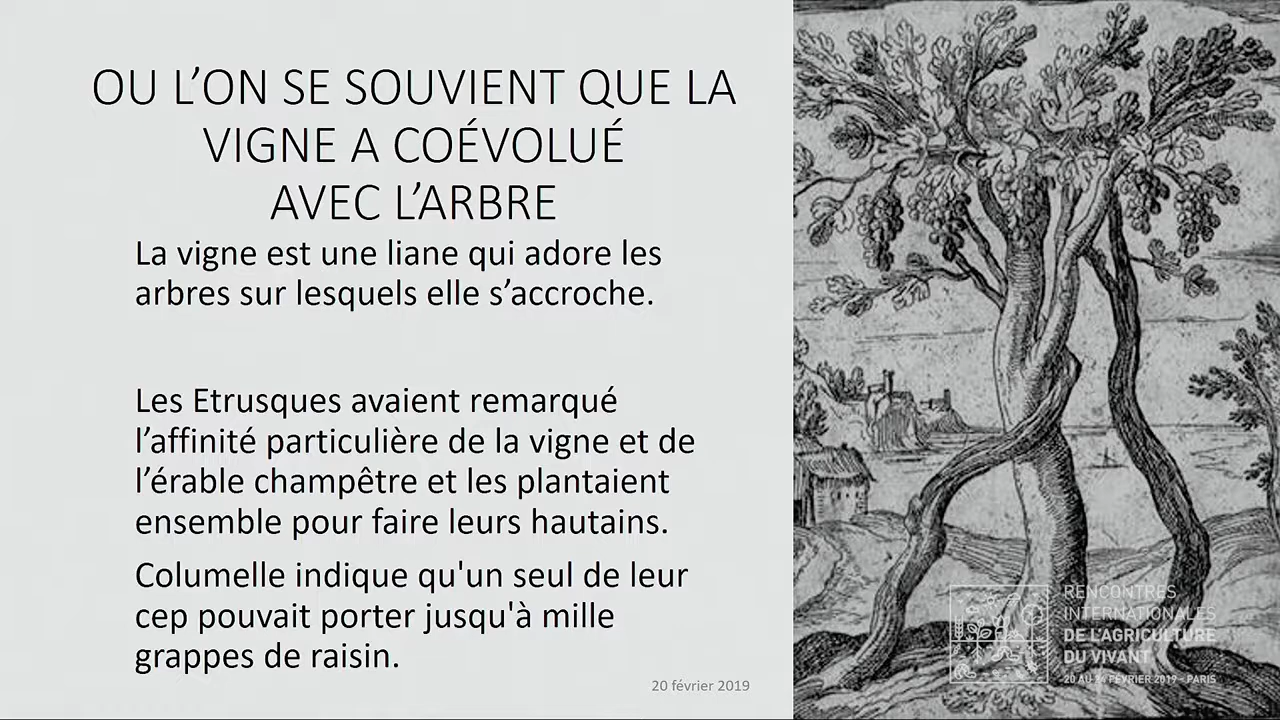 OU L’ON SE SOUVIENT QUE LA
VIGNE A COÉVOLUÉ
AVEC L’ARBRE
La vigne est une liane qui adore les
arbres sur lesquels elle s’accroche.
Les Etrusques avaient remarqué
l’affinité particulière de la vigne et de
l’érable champêtre et les plantaient
ensemble pour faire leurs hautains.
Columelle indique qu'un seul de leur
cep pouvait porter jusqu'à mille
grappes de raisin.
20 février 2019
RENCONTRES
INTERNATIONALES
DE L’AGRICULTURE
DU VIVANT
20 AU 24 FÉVRIER 2019 - PARIS